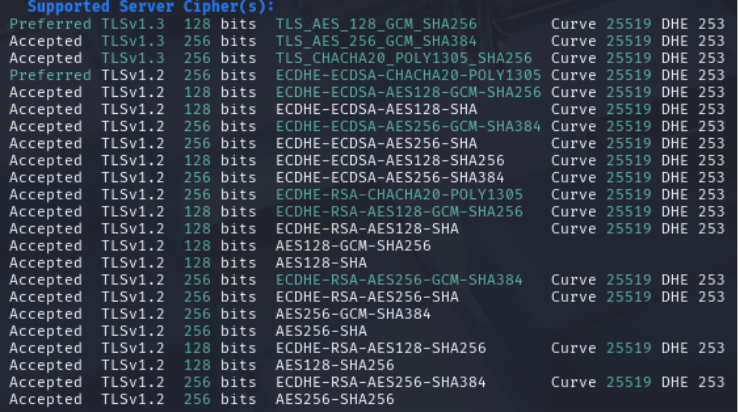 Supported Server Cipher(s):
Preferred TLSv1.3 128 bits TLS_AES_128_GCM_SHA256 Curve 25519 DHE 253
Accepted TLSv1.3 256 bits TLS_AES_256_GCM_SHA384 Curve 25519 DHE 253
Accepted TLSv1.3 256 bits TLS_CHACHA20_POLY1305_SHA256 Curve 25519 DHE 253
Preferred TLSv1.2 256 bits ECDHE-ECDSA-CHACHA20-POLY1305 Curve 25519 DHE 253
Accepted TLSv1.2 128 bits ECDHE-ECDSA-AES128-GCM-SHA256 Curve 25519 DHE 253
Accepted TLSv1.2 128 bits ECDHE-ECDSA-AES128-SHA Curve 25519 DHE 253
Accepted TLSv1.2 256 bits ECDHE-ECDSA-AES256-GCM-SHA384 Curve 25519 DHE 253
Accepted TLSv1.2 256 bits ECDHE-ECDSA-AES256-SHA Curve 25519 DHE 253
Accepted TLSv1.2 128 bits ECDHE-ECDSA-AES128-SHA256 Curve 25519 DHE 253
Accepted TLSv1.2 256 bits ECDHE-ECDSA-AES256-SHA384 Curve 25519 DHE 253
Accepted TLSv1.2 256 bits ECDHE-RSA-CHACHA20-POLY1305 Curve 25519 DHE 253
Accepted TLSv1.2 128 bits ECDHE-RSA-AES128-GCM-SHA256 Curve 25519 DHE 253
Accepted TLSv1.2 128 bits ECDHE-RSA-AES128-SHA Curve 25519 DHE 253
Accepted TLSv1.2 128 bits AES128-GCM-SHA256
Accepted TLSv1.2 128 bits AES128-SHA
Accepted TLSv1.2 256 bits ECDHE-RSA-AES256-GCM-SHA384 Curve 25519 DHE 253
Accepted TLSv1.2 256 bits ECDHE-RSA-AES256-SHA Curve 25519 DHE 253
Accepted TLSv1.2 256 bits AES256-GCM-SHA384
Accepted TLSv1.2 256 bits AES256-SHA
Accepted TLSv1.2 128 bits ECDHE-RSA-AES128-SHA256 Curve 25519 DHE 253
Accepted TLSv1.2 128 bits AES128-SHA256
Accepted TLSv1.2 256 bits ECDHE-RSA-AES256-SHA384 Curve 25519 DHE 253
Accepted TLSv1.2 256 bits AES256-SHA256